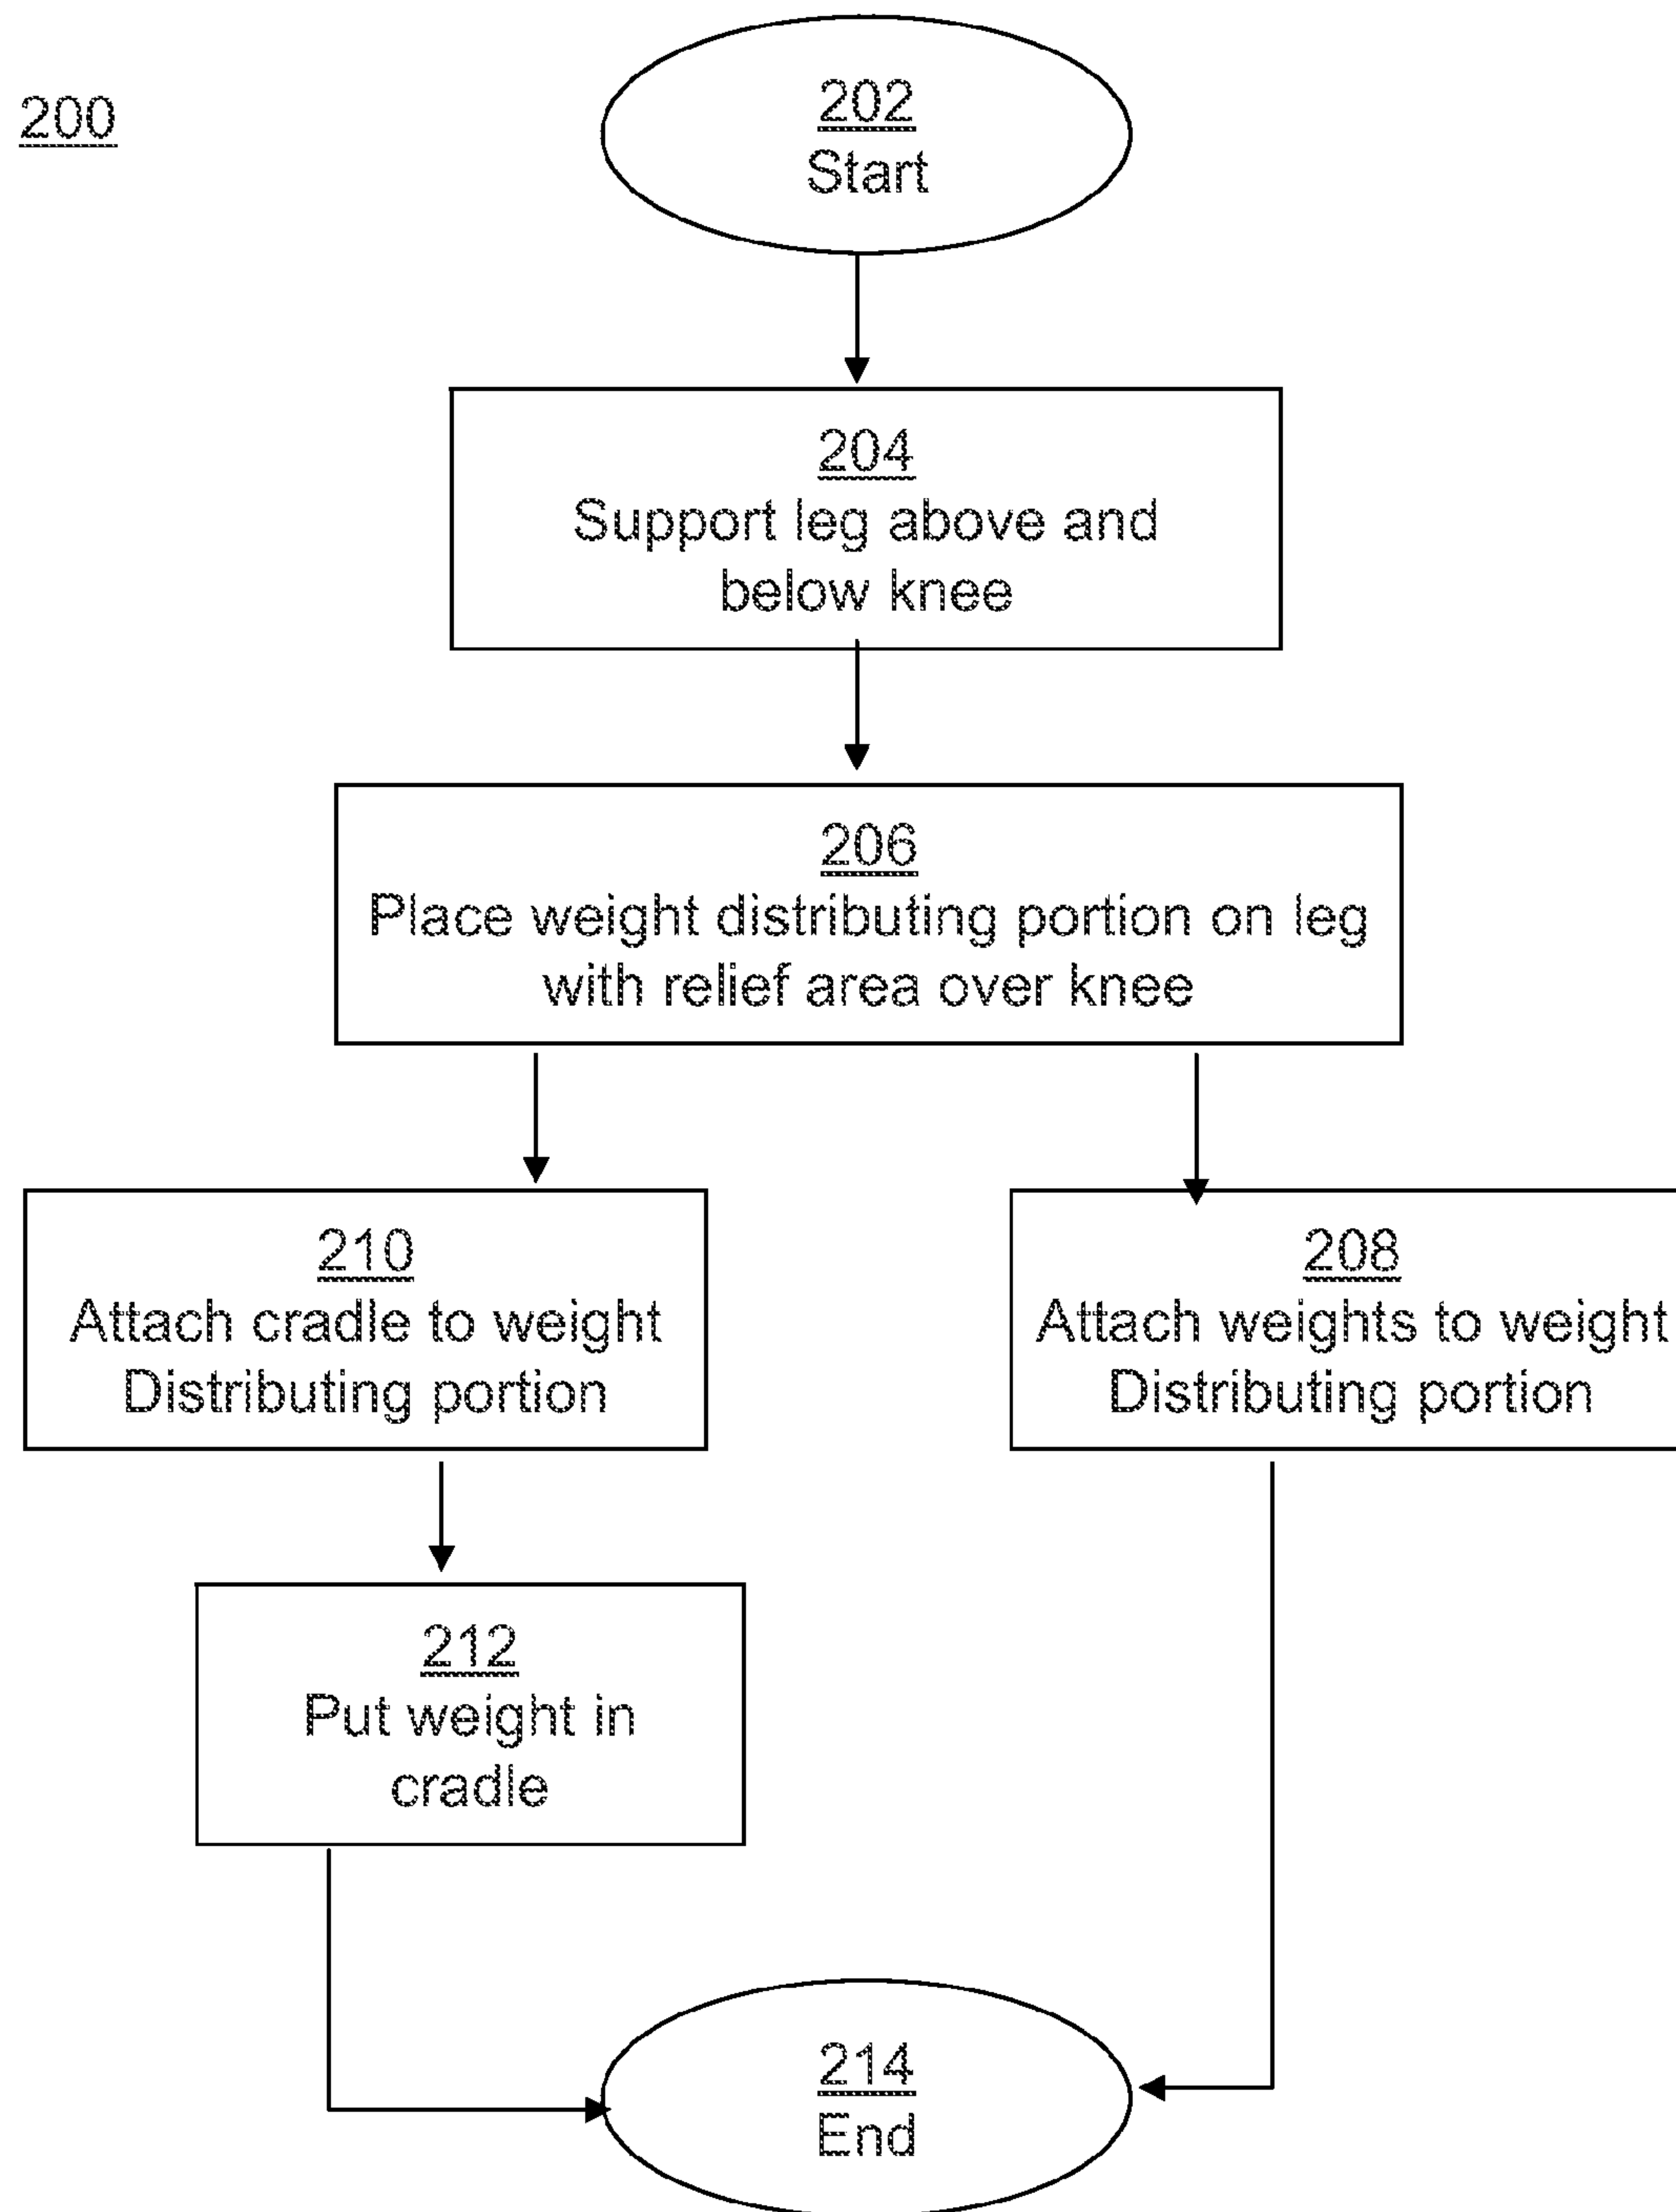 200
202
Start
204
Support leg above and
below knee
206
Place weight distributing portion on leg
with relief area over knee
210
Attach cradle to weight
Distributing portion
208
Attach weights to weight
Distributing portion
212
Put weight in
cradle
214
End